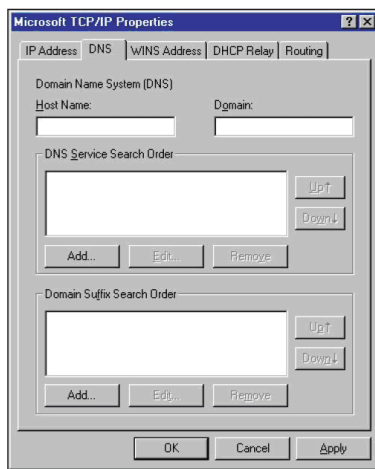 Microsoft TCP/IP Properties
IP Address DNS WINS Address DHCP Relay Routing
Domain Name System (DNS)
Host Name: Domain:
DNS Service Search Order
Up↑
Down↓
Add... Edit... Remove
Domain Suffix Search Order
Up↑
Down↓
Add... Edit... Remove
OK Cancel Apply